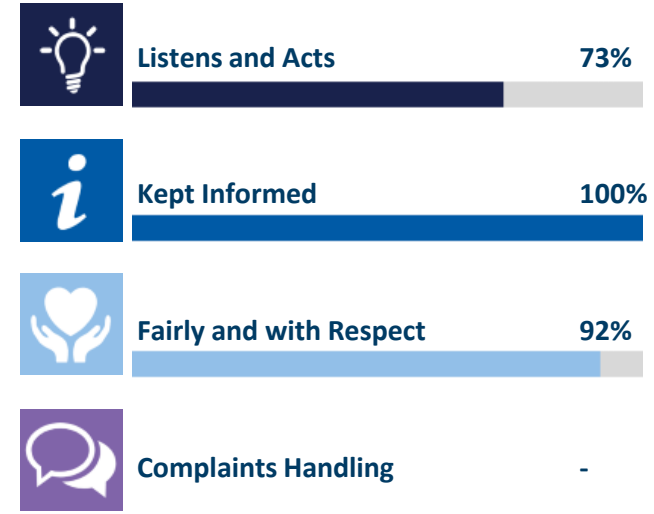 Listens and Acts 73%
Kept Informed 100%
Fairly and with Respect 92%
Complaints Handling -